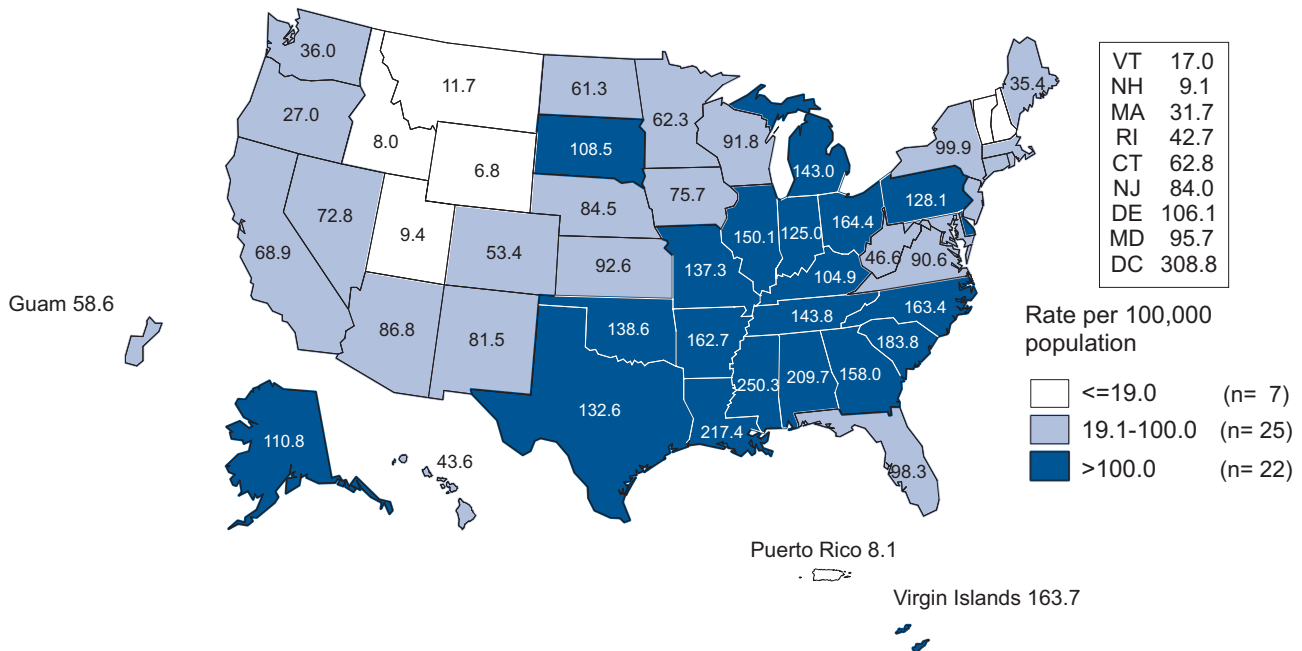 36.0
11.7
61.3
62.3
35.4
27.0
8.0
108.5
91.8
99.9
6.8
143.0
75.7
128.1
72.8
9.4
84.5
164.4
68.9
53.4
150.1
125.0
92.6
137.3
46.6
90.6
104.9
163.4
86.8
81.5
138.6
143.8
162.7
183.8
250.3
209.7
158.0
132.6
217.4
98.3
110.8
43.6
Guam 58.6
Puerto Rico 8.1
Virgin Islands 163.7
VT 17.0
NH 9.1
MA 31.7
RI 42.7
CT 62.8
NJ 84.0
DE 106.1
MD 95.7
DC 308.8
Rate per 100,000
population
<=19.0 (n= 7)
19.1-100.0 (n= 25)
>100.0 (n= 22)